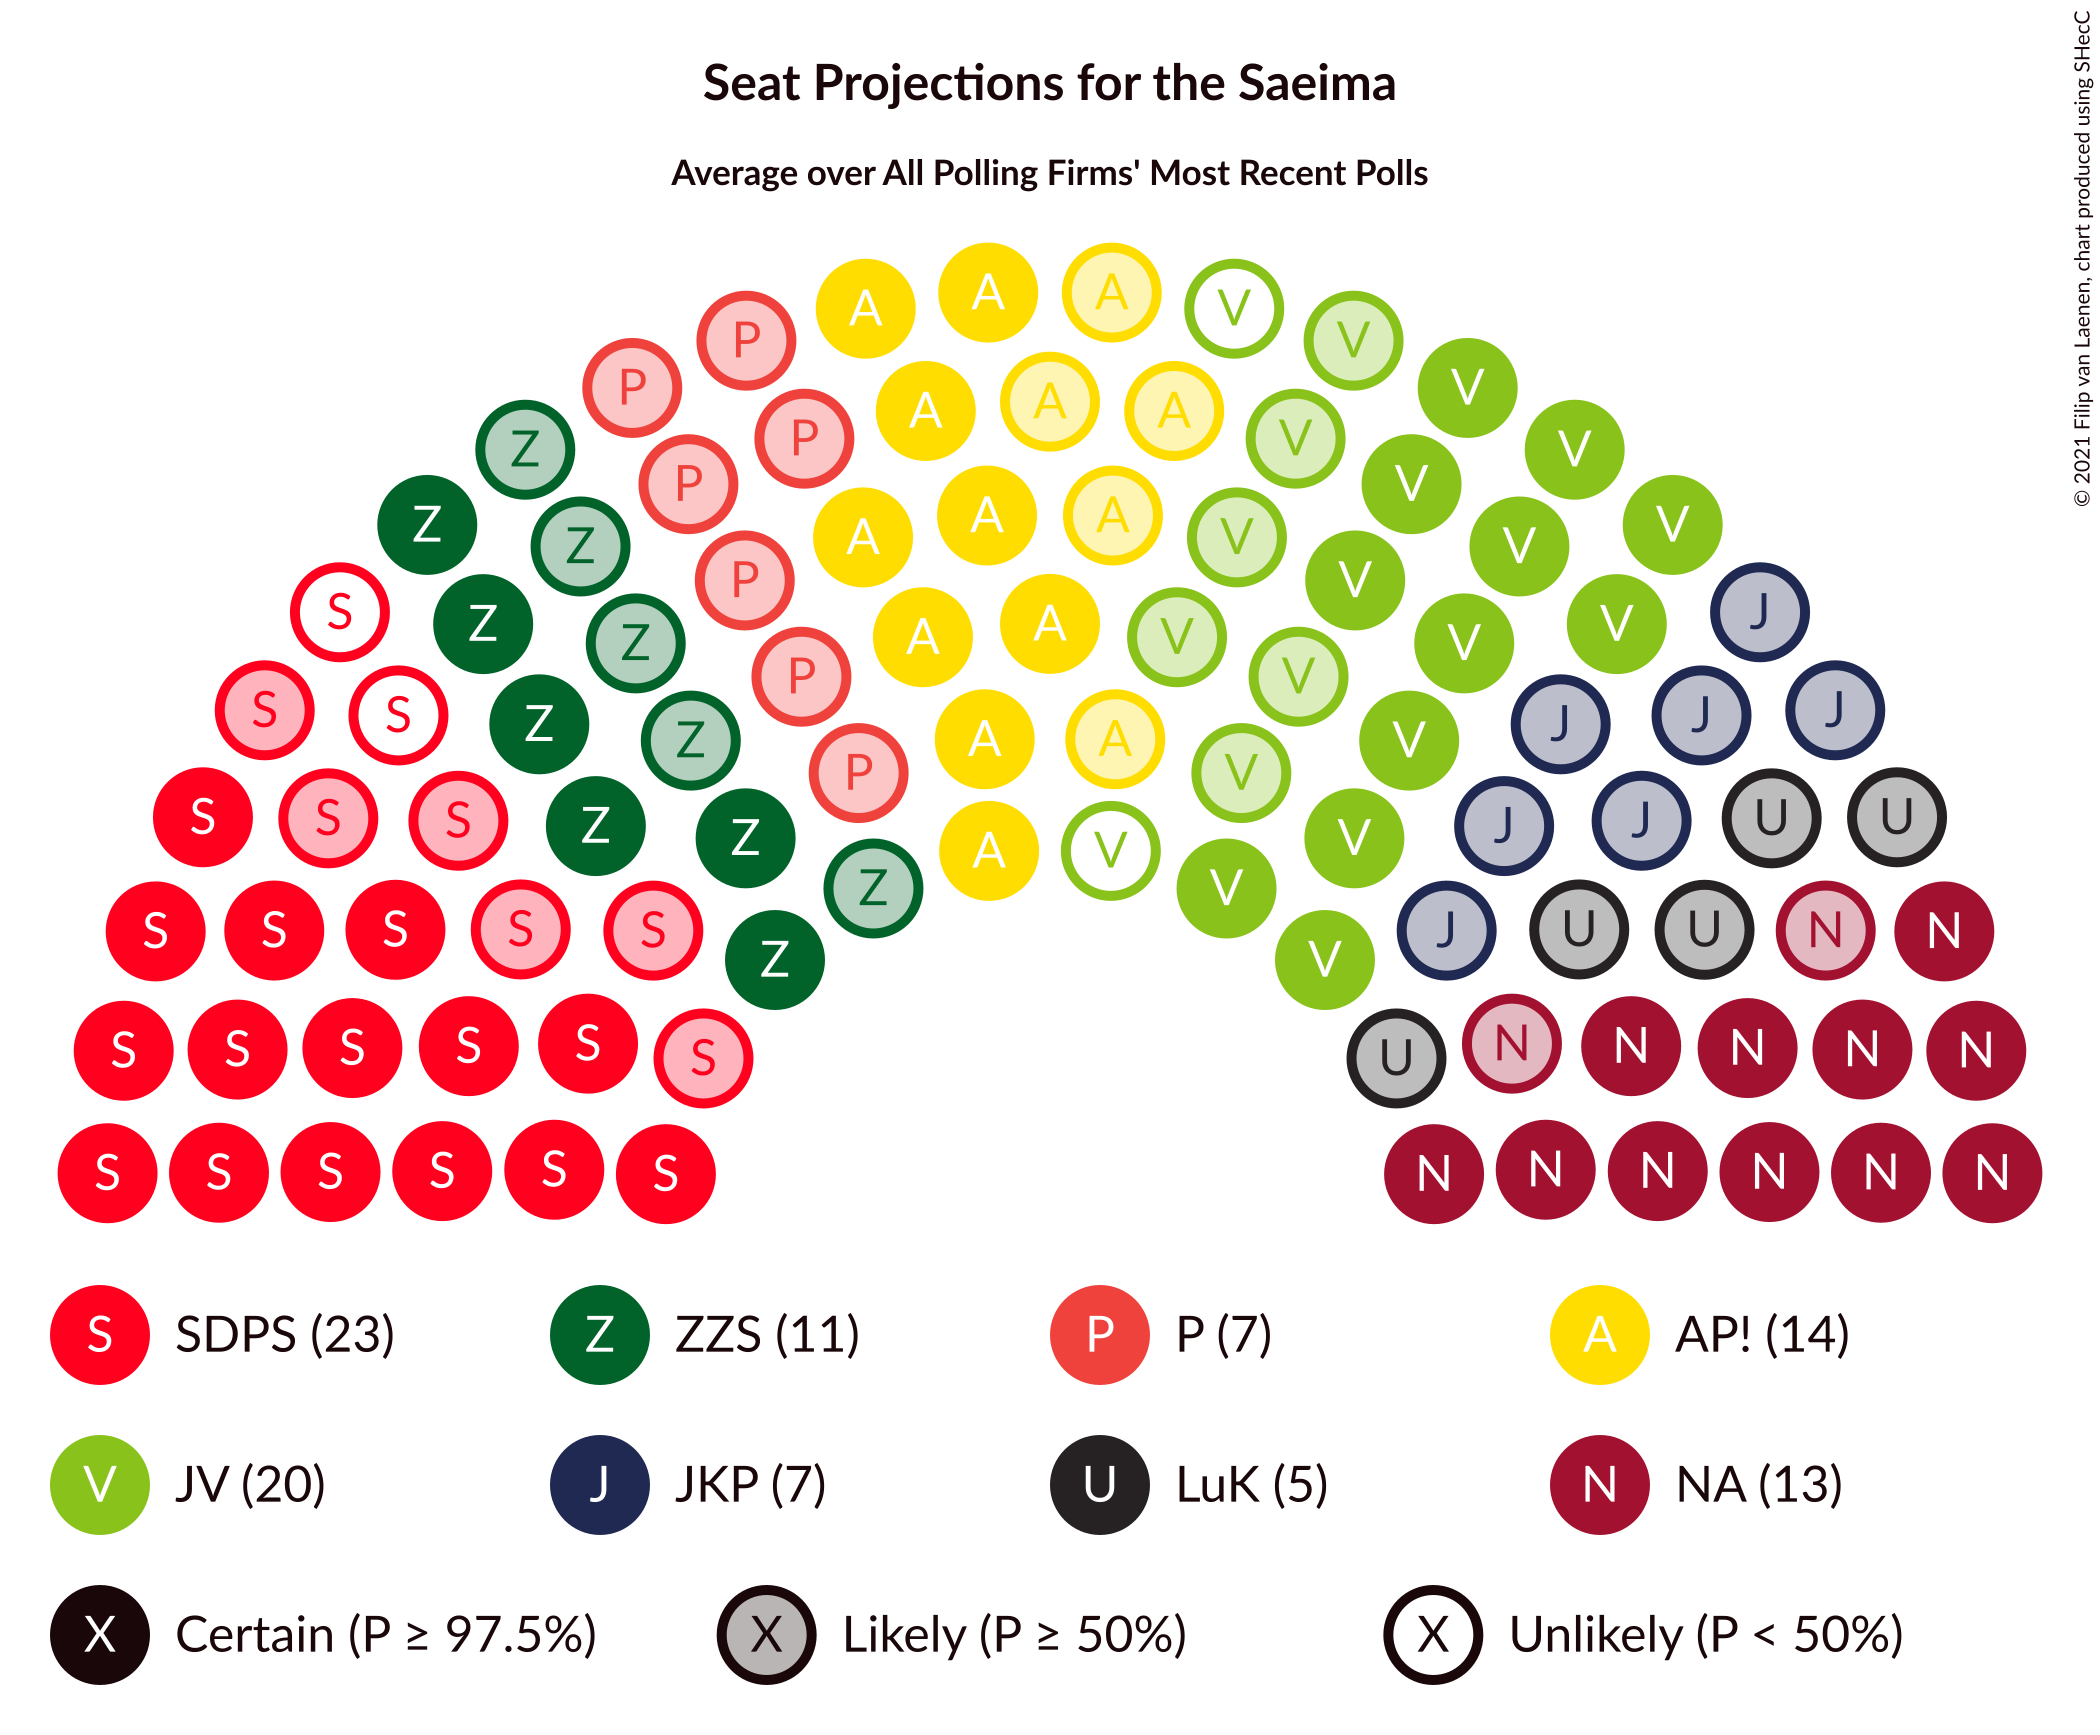 Seat Projections for the Saeima
Average over All Polling Firms' Most Recent Polls
© 2021 Filip van Laenen, chart produced using SHecC
A A A
A V
P V
P V
Z V
Z V
S J
S J
S U
S N
S N
S N
A
A A
P V
P V
Z V
Z V
S J
S U
S N
S N
S N
A
A A
P V
P V
Z V
Z J
S J
S U
S N
S N
A
A V
P V
Z V
Z J
S U
S N
S N
A A
P V
Z V
S J
S N
S N
A V
Z V
Z V
S U
S N
S SDPS (23)
Z ZZS (11)
P P (7)
A AP! (14)
V JV (20)
J JKP (7)
U LuK (5)
N NA (13)
X Certain (P ≥ 97.5%)
X Likely (P ≥ 50%)
X Unlikely (P < 50%)